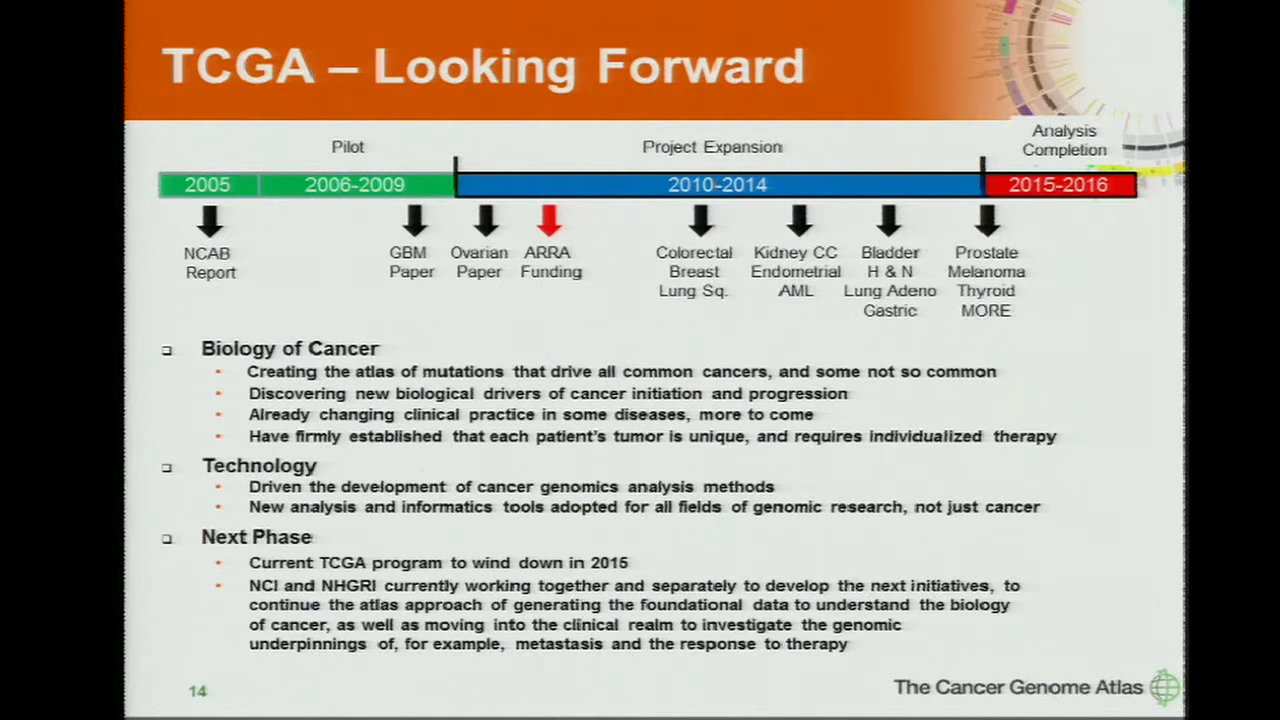 TCGA – Looking Forward
Pilot
Project Expansion
Analysis
Completion
2005
2006-2009
2010-2014
2015-2016
NCAB
Report
GBM
Paper
Ovarian
Paper
ARRA
Funding
Colorectal
Breast
Lung Sq.
Kidney CC
Endometrial
AML
Bladder
H & N
Lung Adeno
Gastric
Prostate
Melanoma
Thyroid
MORE
Biology of Cancer
Creating the atlas of mutations that drive all common cancers, and some not so common
Discovering new biological drivers of cancer initiation and progression
Already changing clinical practice in some diseases, more to come
Have firmly established that each patient's tumor is unique, and requires individualized therapy
Technology
Driven the development of cancer genomics analysis methods
New analysis and informatics tools adopted for all fields of genomic research, not just cancer
Next Phase
Current TCGA program to wind down in 2015
NCI and NHGRI currently working together and separately to develop the next initiatives, to
continue the atlas approach of generating the foundational data to understand the biology
of cancer, as well as moving into the clinical realm to investigate the genomic
underpinnings of, for example, metastasis and the response to therapy
14
The Cancer Genome Atlas